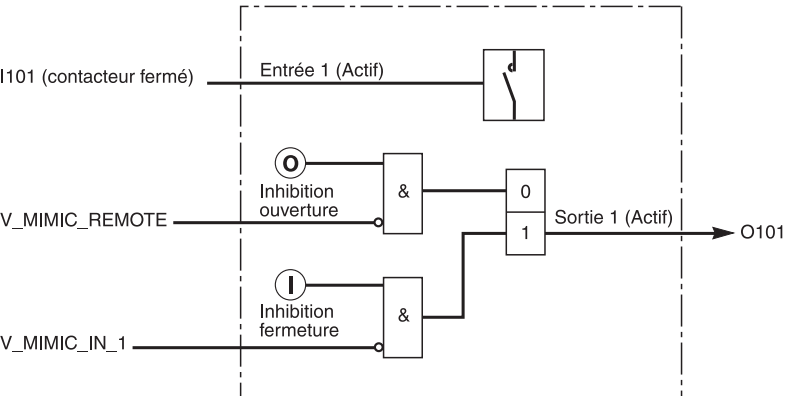 I101 (contacteur fermé)
Entrée 1 (Actif)
O
Inhibition
ouverture
&
0
V_MIMIC_REMOTE
1
Sortie 1 (Actif)
O101
I
Inhibition
fermeture
&
V_MIMIC_IN_1